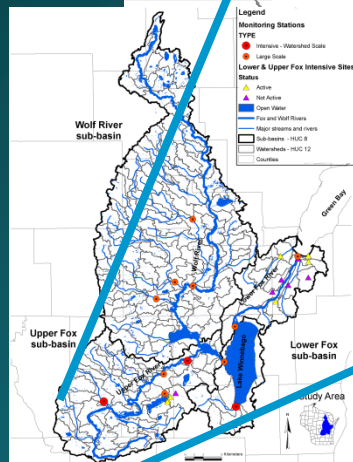 Legend
Monitoring Stations
TYPE
Intensive - Watershed Scale
Large Scale
Lower & Upper Fox Intensive Sites
Status
Active
Not Active
Open Water
Fox and Wolf Rivers
Major streams and rivers
Sub-basins - HUC 8
Watersheds - HUC 12
Counties
Wolf River
sub-basin
Green Bay
Wolf River
Lower Fox River
Upper Fox
sub-basin
Lower Fox
sub-basin
Upper Fox River
Lake Winnebago
Study Area
N
Kilometers